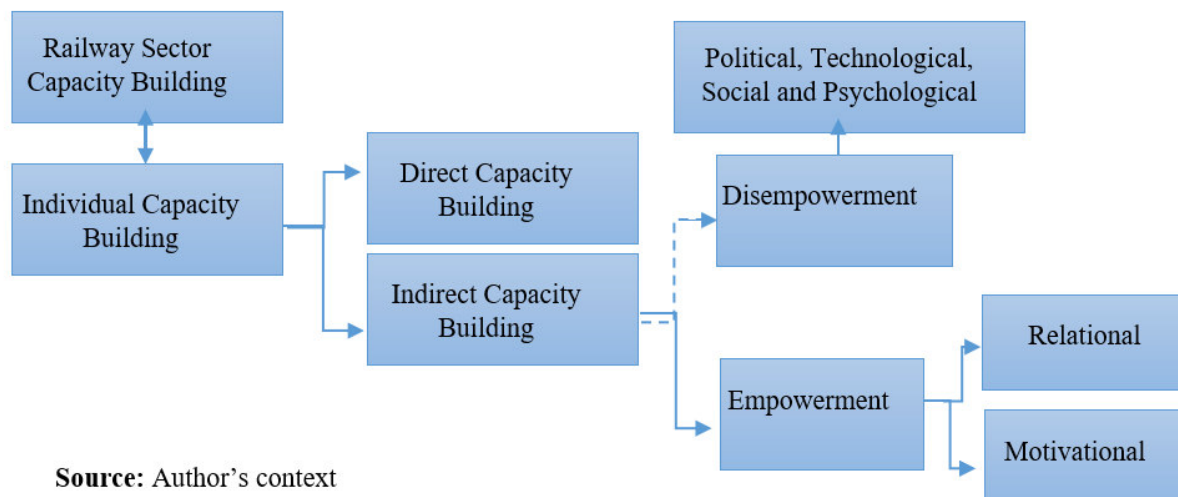 Railway Sector
Capacity Building
Individual Capacity
Building
Direct Capacity
Building
Indirect Capacity
Building
Political, Technological,
Social and Psychological
Disempowerment
Empowerment
Relational
Motivational
Source: Author's context